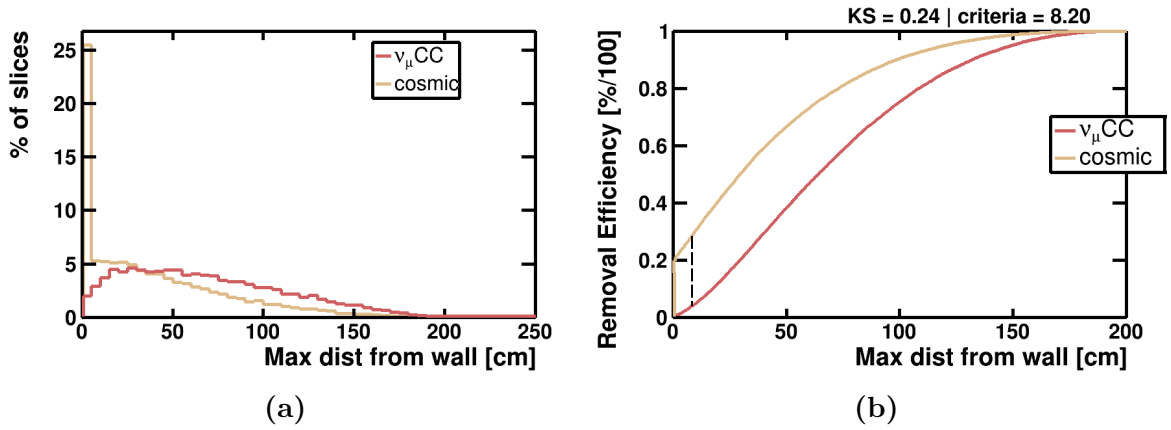 % of slices
25
20
15
10
5
0
νμCC
cosmic
0 50 100 150 200 250
Max dist from wall [cm]
(a)
KS = 0.24 | criteria = 8.20
Removal Efficiency [%/100]
1
0.8
0.6
0.4
0.2
0
νμCC
cosmic
0 50 100 150 200
Max dist from wall [cm]
(b)